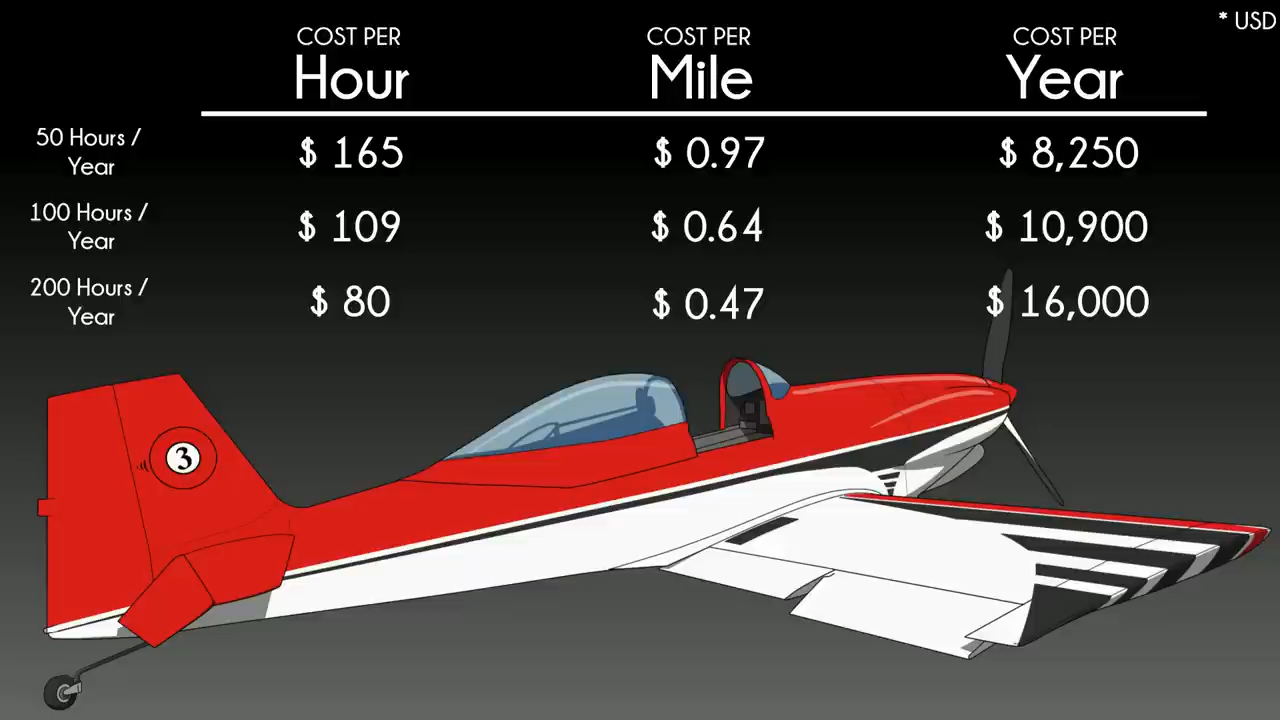 * USD
COST PER COST PER COST PER
Hour Mile Year
50 Hours /
Year
$ 165 $ 0.97 $ 8,250
100 Hours /
Year
$ 109 $ 0.64 $ 10,900
200 Hours /
Year
$ 80 $ 0.47 $ 16,000
3